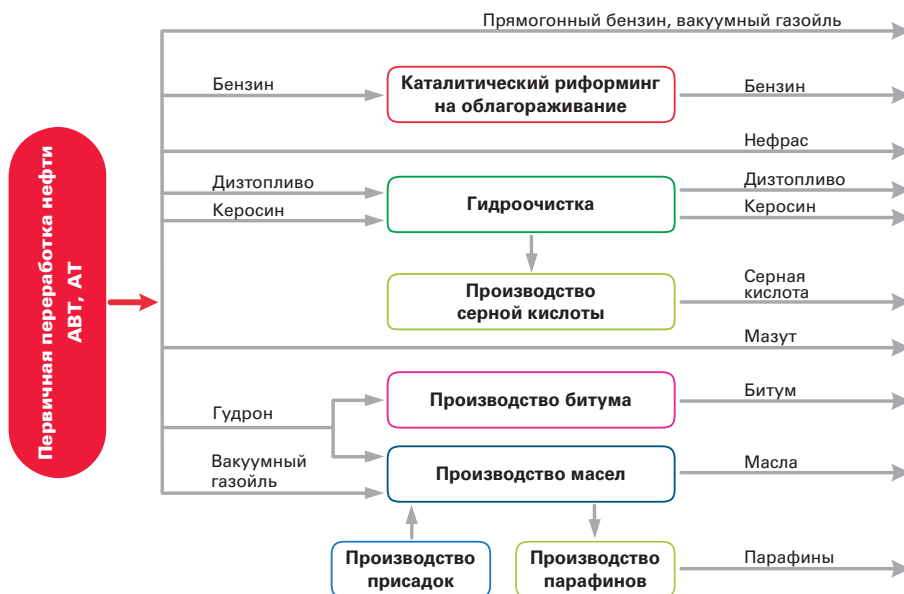 Первичная переработка нефти
АВТ, АТ
Прямогонный бензин, вакуумный газойль
Бензин
Каталитический риформинг
на облагораживание
Бензин
Нефрас
Дизтопливо
Керосин
Гидроочистка
Дизтопливо
Керосин
Производство
серной кислоты
Серная
кислота
Мазут
Гудрон
Производство битума
Битум
Вакуумный
газойль
Производство масел
Масла
Производство
присадок
Производство
парафинов
Парафины